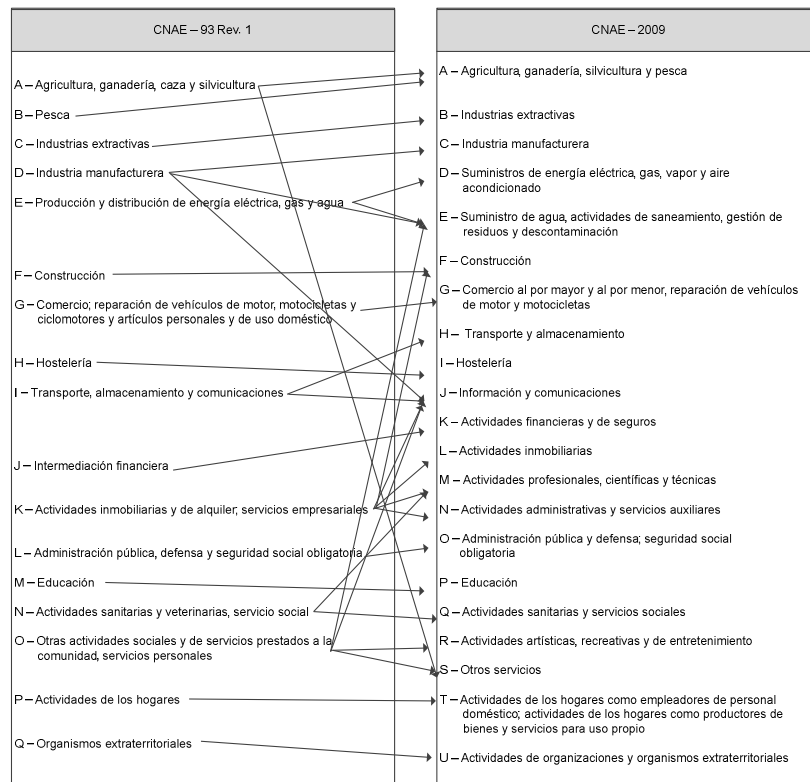 CNAE – 93 Rev. 1
A – Agricultura, ganadería, caza y silvicultura
B – Pesca
C – Industrias extractivas
D – Industria manufacturera
E – Producción y distribución de energía eléctrica, gas y agua
F – Construcción
G – Comercio; reparación de vehículos de motor, motocicletas y
ciclomotores y artículos personales y de uso doméstico
H – Hostelería
I – Transporte, almacenamiento y comunicaciones
J – Intermediación financiera
K – Actividades inmobiliarias y de alquiler; servicios empresariales
L – Administración pública, defensa y seguridad social obligatoria
M – Educación
N – Actividades sanitarias y veterinarias, servicio social
O – Otras actividades sociales y de servicios prestados a la
comunidad, servicios personales
P – Actividades de los hogares
Q – Organismos extraterritoriales
CNAE – 2009
A – Agricultura, ganadería, silvicultura y pesca
B – Industrias extractivas
C – Industria manufacturera
D – Suministros de energía eléctrica, gas, vapor y aire
acondicionado
E – Suministro de agua, actividades de saneamiento, gestión de
residuos y descontaminación
F – Construcción
G – Comercio al por mayor y al por menor, reparación de vehículos
de motor y motocicletas
H – Transporte y almacenamiento
I – Hostelería
J – Información y comunicaciones
K – Actividades financieras y de seguros
L – Actividades inmobiliarias
M – Actividades profesionales, científicas y técnicas
N – Actividades administrativas y servicios auxiliares
O – Administración pública y defensa; seguridad social
obligatoria
P – Educación
Q – Actividades sanitarias y servicios sociales
R – Actividades artísticas, recreativas y de entretenimiento
S – Otros servicios
T – Actividades de los hogares como empleadores de personal
doméstico; actividades de los hogares como productores de
bienes y servicios para uso propio
U – Actividades de organizaciones y organismos extraterritoriales